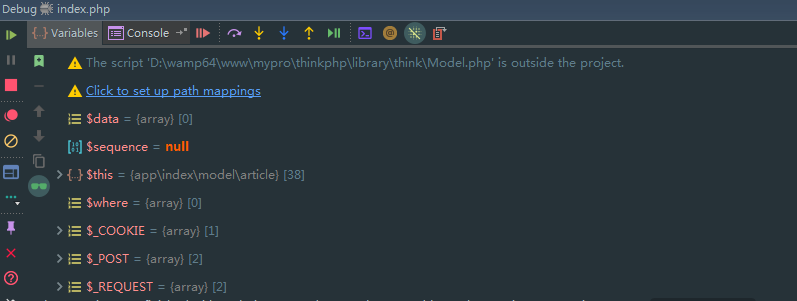 Debug index.php
Variables Console
The script 'D:\wamp64\www\mypro\thinkphp\library\think\Model.php' is outside the project.
Click to set up path mappings
$data = {array} [0]
$sequence = null
$this = {app\index\model\article} [38]
$where = {array} [0]
$_COOKIE = {array} [1]
$_POST = {array} [2]
$_REQUEST = {array} [2]